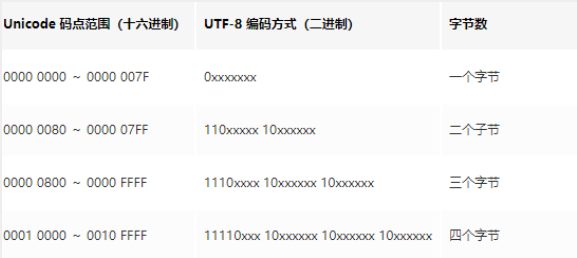 Unicode 码点范围（十六进制） UTF-8 编码方式（二进制） 字节数
0000 0000 ~ 0000 007F 0xxxxxxx 一个字节
0000 0080 ~ 0000 07FF 110xxxxx 10xxxxxx 二个子节
0000 0800 ~ 0000 FFFF 1110xxxx 10xxxxxx 10xxxxxx 三个字节
0001 0000 ~ 0010 FFFF 11110xxx 10xxxxxx 10xxxxxx 10xxxxxx 四个字节